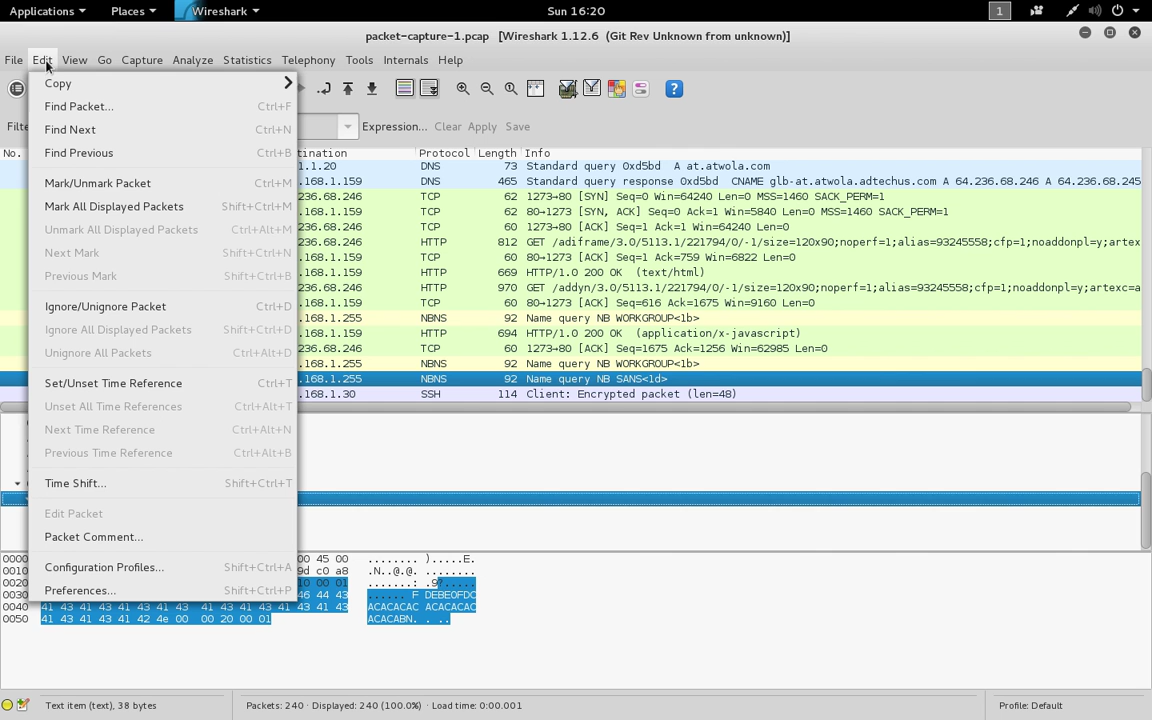 Applications Places Wireshark Sun 16:20 1
packet-capture-1.pcap [Wireshark 1.12.6 (Git Rev Unknown from unknown)]
File Edit View Go Capture Analyze Statistics Telephony Tools Internals Help
Filte Expression... Clear Apply Save
Copy
Find Packet... Ctrl+F
Find Next Ctrl+N
Find Previous Ctrl+B
Mark/Unmark Packet Ctrl+M
Mark All Displayed Packets Shift+Ctrl+M
Unmark All Displayed Packets Ctrl+Alt+M
Next Mark Shift+Ctrl+N
Previous Mark Shift+Ctrl+B
Ignore/Unignore Packet Ctrl+D
Ignore All Displayed Packets Shift+Ctrl+D
Unignore All Packets Ctrl+Alt+D
Set/Unset Time Reference Ctrl+T
Unset All Time References Ctrl+Alt+T
Next Time Reference Ctrl+Alt+N
Previous Time Reference Ctrl+Alt+B
Time Shift... Shift+Ctrl+T
Edit Packet
Packet Comment...
Configuration Profiles... Shift+Ctrl+A
Preferences... Shift+Ctrl+P
No. tination Protocol Length Info
.1.20 DNS 73 Standard query 0xd5bd A at.atwola.com
.168.1.159 DNS 465 Standard query response 0xd5bd CNAME glb-at.atwola.adtechus.com A 64.236.68.246 A 64.236.68.245
236.68.246 TCP 62 1273→80 [SYN] Seq=0 Win=64240 Len=0 MSS=1460 SACK_PERM=1
.168.1.159 TCP 62 80→1273 [SYN, ACK] Seq=0 Ack=1 Win=5840 Len=0 MSS=1460 SACK_PERM=1
236.68.246 TCP 60 1273→80 [ACK] Seq=1 Ack=1 Win=64240 Len=0
236.68.246 HTTP 812 GET /adiframe/3.0/5113.1/221794/0/-1/size=120x90;noperf=1;alias=93245558;cfp=1;noaddonpl=y;artex
.168.1.159 TCP 60 80→1273 [ACK] Seq=1 Ack=759 Win=6822 Len=0
.168.1.159 HTTP 669 HTTP/1.0 200 OK (text/html)
236.68.246 HTTP 970 GET /addyn/3.0/5113.1/221794/0/-1/size=120x90;noperf=1;alias=93245558;cfp=1;noaddonpl=y;artexc=a
.168.1.159 TCP 60 80→1273 [ACK] Seq=616 Ack=1675 Win=9160 Len=0
.168.1.255 NBNS 92 Name query NB WORKGROUP<1b>
.168.1.159 HTTP 694 HTTP/1.0 200 OK (application/x-javascript)
236.68.246 TCP 60 1273→80 [ACK] Seq=1675 Ack=1256 Win=62985 Len=0
.168.1.255 NBNS 92 Name query NB WORKGROUP<1b>
.168.1.255 NBNS 92 Name query NB SANS<1d>
.168.1.30 SSH 114 Client: Encrypted packet (len=48)
0000 00 45 00 ........ ).....E.
0010 9d c0 a8 .N..@.@. ........
0020 10 00 01 .......: .9?.....
0030 46 44 43 ...... F DEBEOFDC
0040 41 43 41 43 41 43 41 43 41 43 41 43 41 43 41 43 ACACACAC ACACACAC
0050 41 43 41 43 41 42 4e 00 00 20 00 01 ACACABN. . ..
Text item (text), 38 bytes Packets: 240 · Displayed: 240 (100.0%) · Load time: 0:00.001 Profile: Default